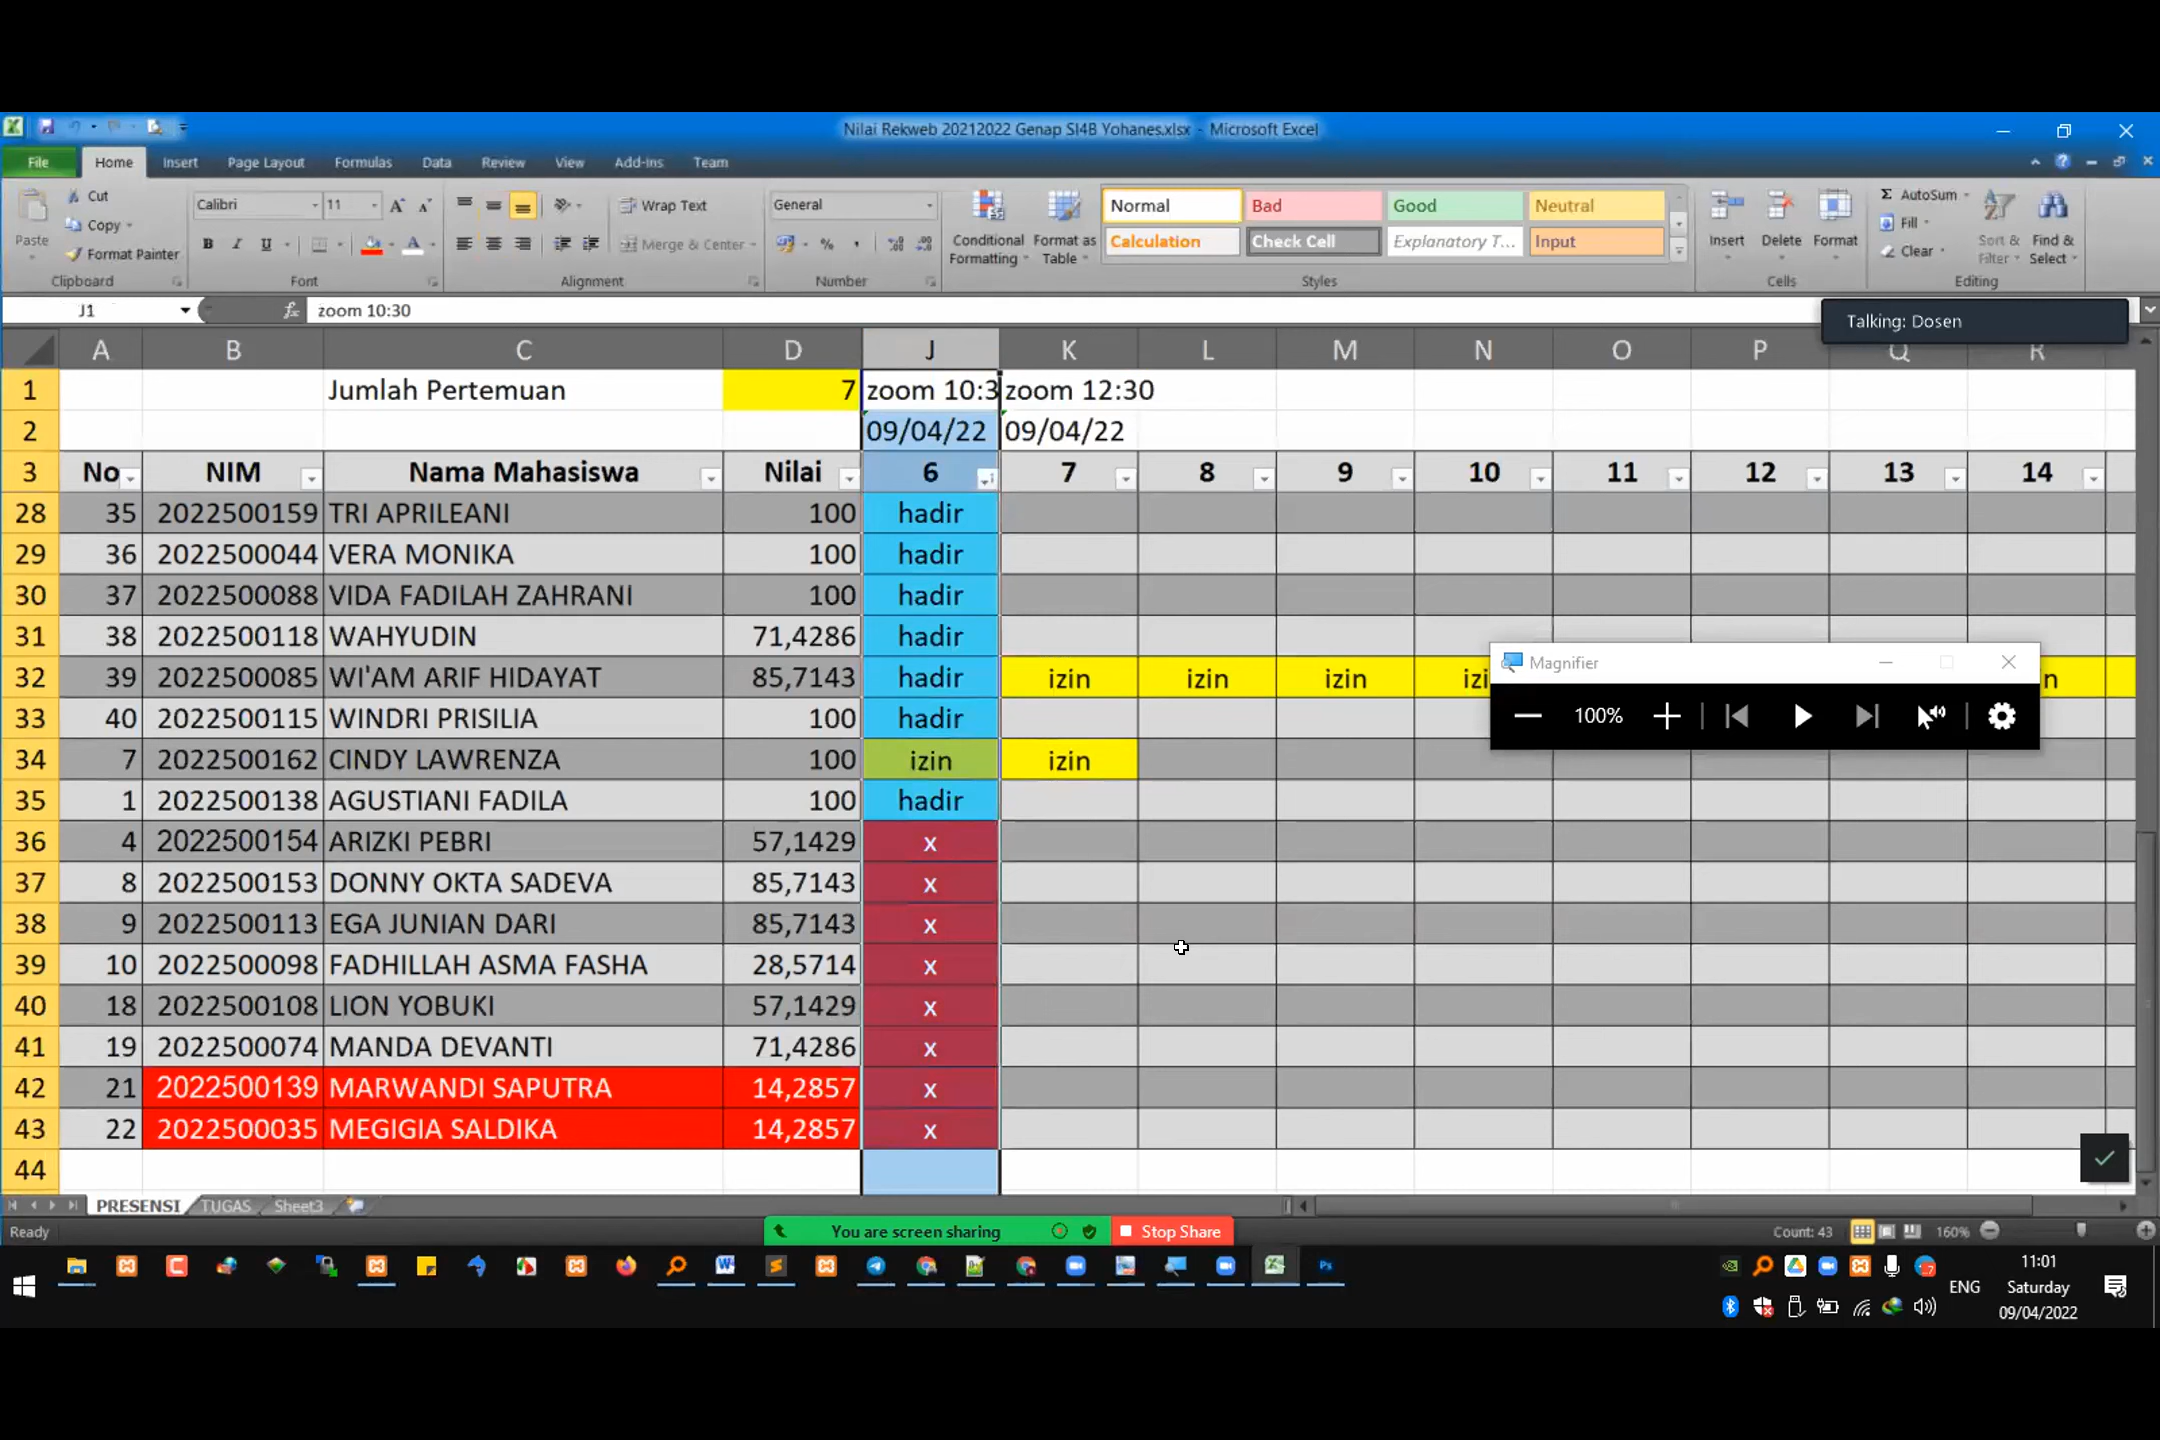 Nilai Rekweb 20212022 Genap SI4B Yohanes.xlsx - Microsoft Excel
File Home Insert Page Layout Formulas Data Review View Add-Ins Team
Paste Cut Copy Format Painter Clipboard
Calibri 11 B I U Font
Wrap Text Merge & Center Alignment
General % , Number
Conditional Formatting Format as Table
Normal Bad Good Neutral
Calculation Check Cell Explanatory T... Input
Styles
Insert Delete Format Cells
Σ AutoSum Fill Clear Sort & Filter Find & Select Editing
J1 fx zoom 10:30
Talking: Dosen
A B C D J K L M N O P Q R
1 Jumlah Pertemuan 7 zoom 10:3 zoom 12:30
2 09/04/22 09/04/22
3 No NIM Nama Mahasiswa Nilai 6 7 8 9 10 11 12 13 14
28 35 2022500159 TRI APRILEANI 100 hadir
29 36 2022500044 VERA MONIKA 100 hadir
30 37 2022500088 VIDA FADILAH ZAHRANI 100 hadir
31 38 2022500118 WAHYUDIN 71,4286 hadir
32 39 2022500085 WI'AM ARIF HIDAYAT 85,7143 hadir izin izin izin izi n
33 40 2022500115 WINDRI PRISILIA 100 hadir
34 7 2022500162 CINDY LAWRENZA 100 izin izin
35 1 2022500138 AGUSTIANI FADILA 100 hadir
36 4 2022500154 ARIZKI PEBRI 57,1429 x
37 8 2022500153 DONNY OKTA SADEVA 85,7143 x
38 9 2022500113 EGA JUNIAN DARI 85,7143 x
39 10 2022500098 FADHILLAH ASMA FASHA 28,5714 x
40 18 2022500108 LION YOBUKI 57,1429 x
41 19 2022500074 MANDA DEVANTI 71,4286 x
42 21 2022500139 MARWANDI SAPUTRA 14,2857 x
43 22 2022500035 MEGIGIA SALDIKA 14,2857 x
44
Magnifier
100%
PRESENSI TUGAS Sheet3
Ready You are screen sharing Stop Share Count: 43 160%
ENG
11:01
Saturday
09/04/2022